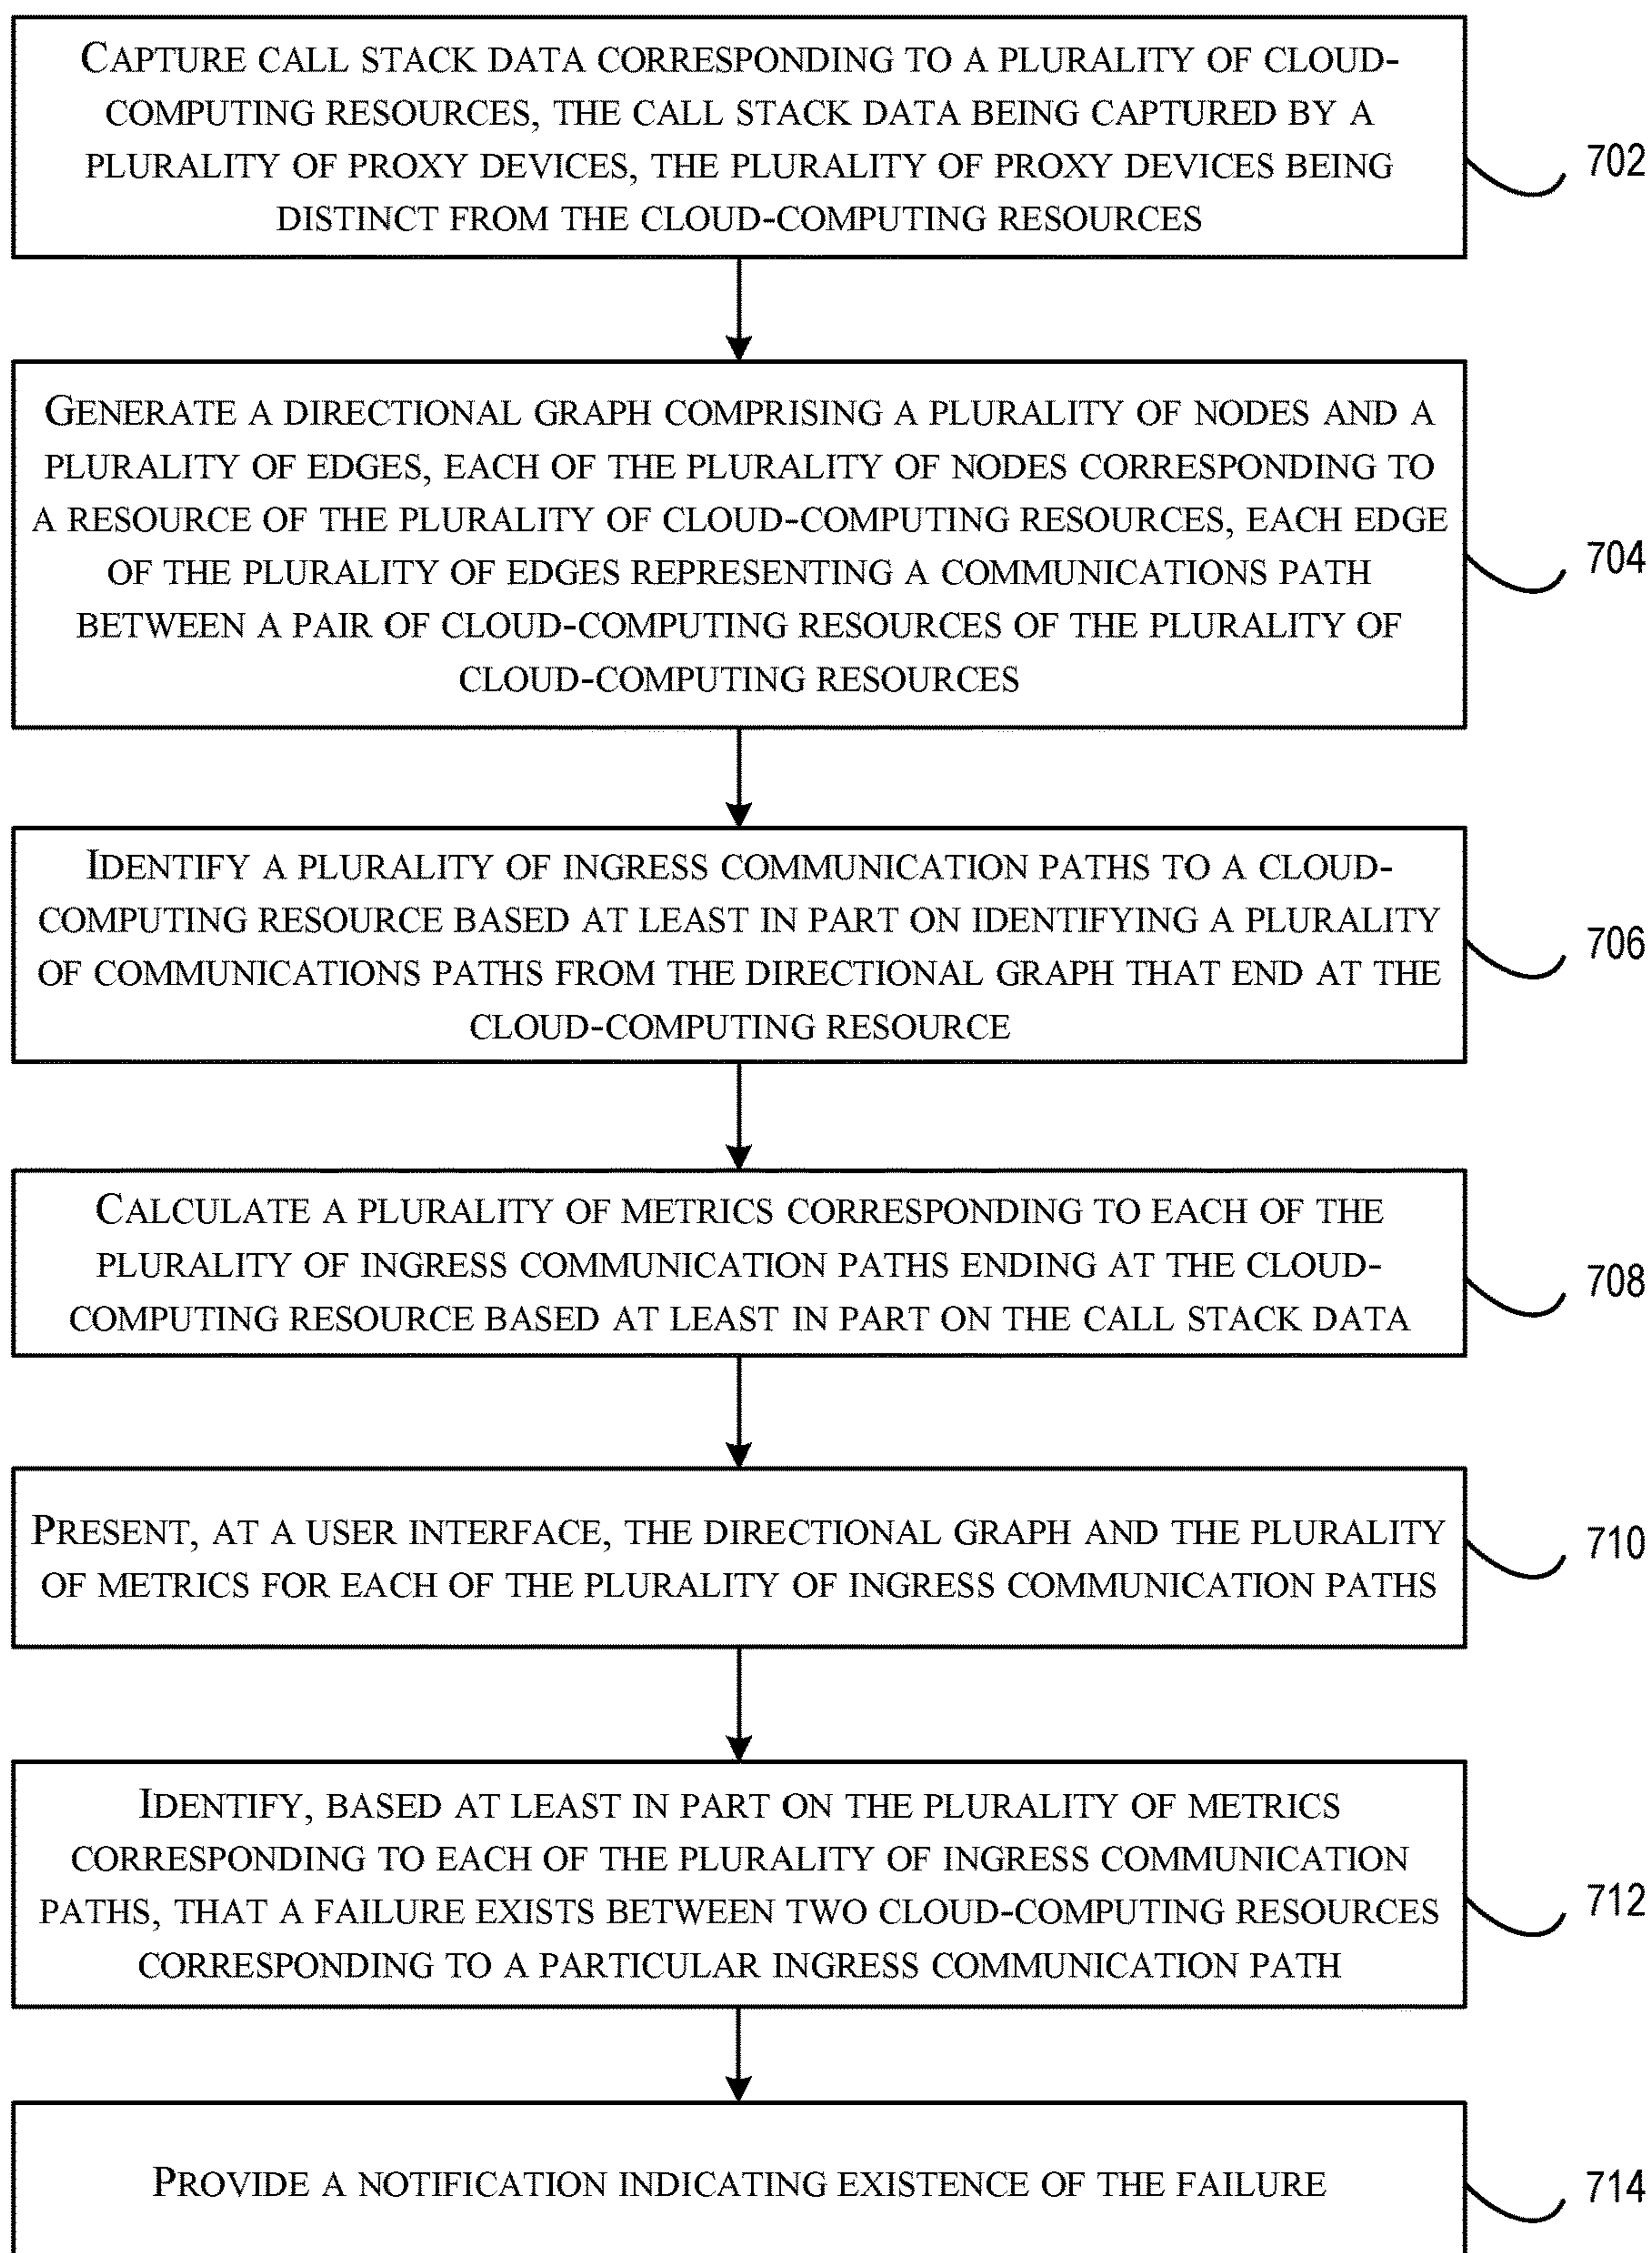 CAPTURE CALL STACK DATA CORRESPONDING TO A PLURALITY OF CLOUD-
COMPUTING RESOURCES, THE CALL STACK DATA BEING CAPTURED BY A
PLURALITY OF PROXY DEVICES, THE PLURALITY OF PROXY DEVICES BEING
DISTINCT FROM THE CLOUD-COMPUTING RESOURCES
702
GENERATE A DIRECTIONAL GRAPH COMPRISING A PLURALITY OF NODES AND A
PLURALITY OF EDGES, EACH OF THE PLURALITY OF NODES CORRESPONDING TO
A RESOURCE OF THE PLURALITY OF CLOUD-COMPUTING RESOURCES, EACH EDGE
OF THE PLURALITY OF EDGES REPRESENTING A COMMUNICATIONS PATH
BETWEEN A PAIR OF CLOUD-COMPUTING RESOURCES OF THE PLURALITY OF
CLOUD-COMPUTING RESOURCES
704
IDENTIFY A PLURALITY OF INGRESS COMMUNICATION PATHS TO A CLOUD-
COMPUTING RESOURCE BASED AT LEAST IN PART ON IDENTIFYING A PLURALITY
OF COMMUNICATIONS PATHS FROM THE DIRECTIONAL GRAPH THAT END AT THE
CLOUD-COMPUTING RESOURCE
706
CALCULATE A PLURALITY OF METRICS CORRESPONDING TO EACH OF THE
PLURALITY OF INGRESS COMMUNICATION PATHS ENDING AT THE CLOUD-
COMPUTING RESOURCE BASED AT LEAST IN PART ON THE CALL STACK DATA
708
PRESENT, AT A USER INTERFACE, THE DIRECTIONAL GRAPH AND THE PLURALITY
OF METRICS FOR EACH OF THE PLURALITY OF INGRESS COMMUNICATION PATHS
710
IDENTIFY, BASED AT LEAST IN PART ON THE PLURALITY OF METRICS
CORRESPONDING TO EACH OF THE PLURALITY OF INGRESS COMMUNICATION
PATHS, THAT A FAILURE EXISTS BETWEEN TWO CLOUD-COMPUTING RESOURCES
CORRESPONDING TO A PARTICULAR INGRESS COMMUNICATION PATH
712
PROVIDE A NOTIFICATION INDICATING EXISTENCE OF THE FAILURE
714